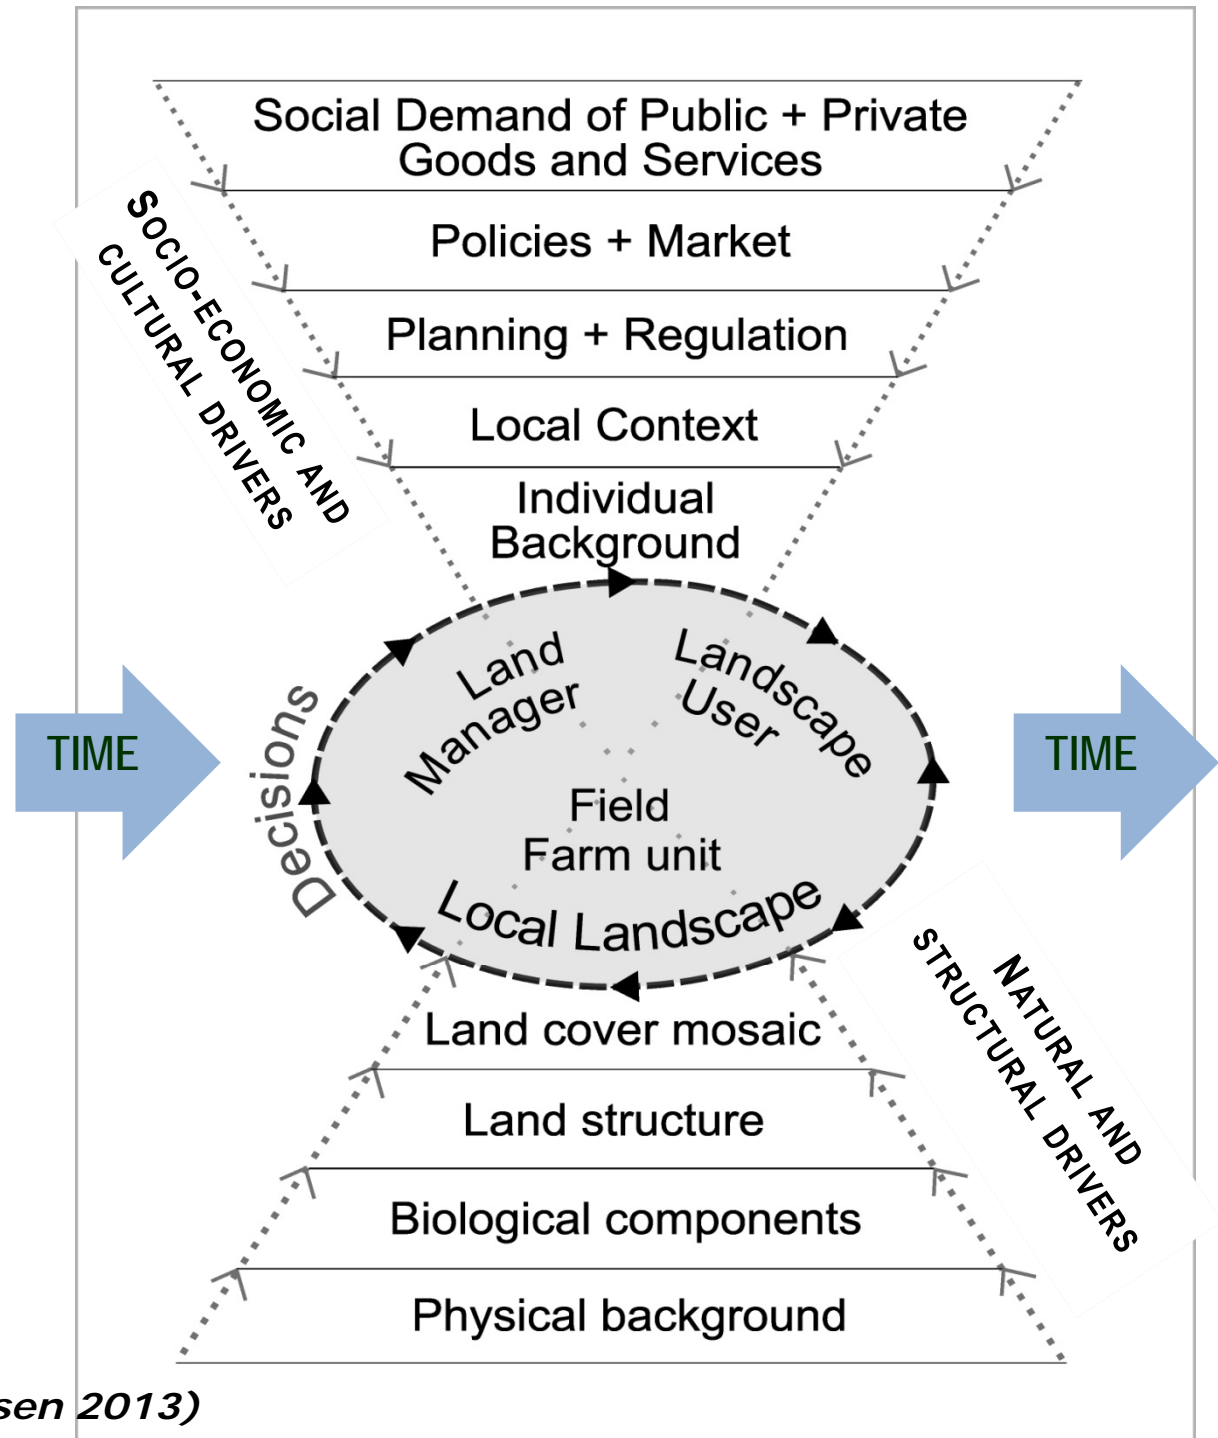 Social Demand of Public + Private
Goods and Services
Policies + Market
Planning + Regulation
Local Context
Individual
Background
SOCIO-ECONOMIC AND
CULTURAL DRIVERS
Land
Manager
Landscape
User
Decisions
TIME
TIME
Field
Farm unit
Local Landscape
Land cover mosaic
Land structure
Biological components
Physical background
NATURAL AND
STRUCTURAL DRIVERS
sen 2013)